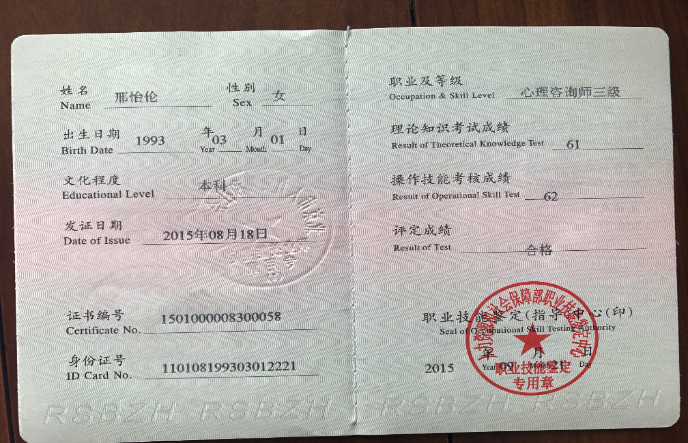 姓名 邢怡伦 性别 女
Name Sex
出生日期 1993 年 03 月 01 日
Birth Date Year Month Day
文化程度 本科
Educational Level
发证日期 2015年08月18日
Date of Issue
证书编号 1501000008300058
Certificate No.
身份证号 110108199303012221
ID Card No.
RSBZH RSBZH
职业及等级 心理咨询师三级
Occupation & Skill Level
理论知识考试成绩 61
Result of Theoretical Knowledge Test
操作技能考核成绩 62
Result of Operational Skill Test
评定成绩 合格
Result of Test
职业技能鉴定(指导)中心(印)
Seal of Occupational Skill Testing Authority
2015 年 09 月 21 日
Year Month Day
职业技能鉴定
专用章
RSBZH RSBZH